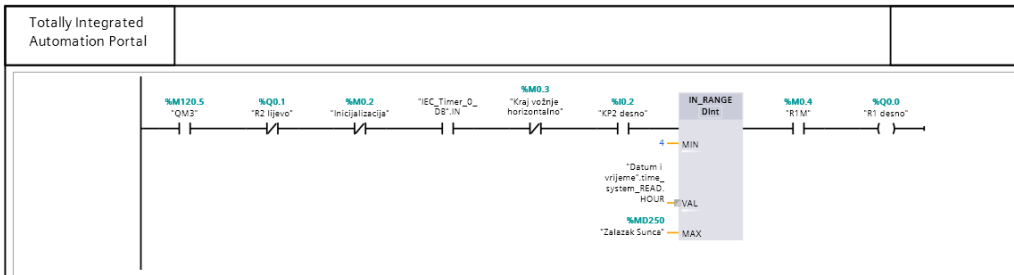 Totally Integrated
Automation Portal
%M120.5
"QM3"
%Q0.1
"R2 lijevo"
%M0.2
"Inicijalizacija"
"IEC_Timer_0_
DB".IN
%M0.3
"Kraj vožnje
horizontalno"
%I0.2
"KP2 desno"
IN_RANGE
DInt
%M0.4
"R1M"
%Q0.0
"R1 desno"
4
MIN
"Datum i
vrijeme".time_
system_READ.
HOUR
VAL
%MD250
"Zalazak Sunca"
MAX